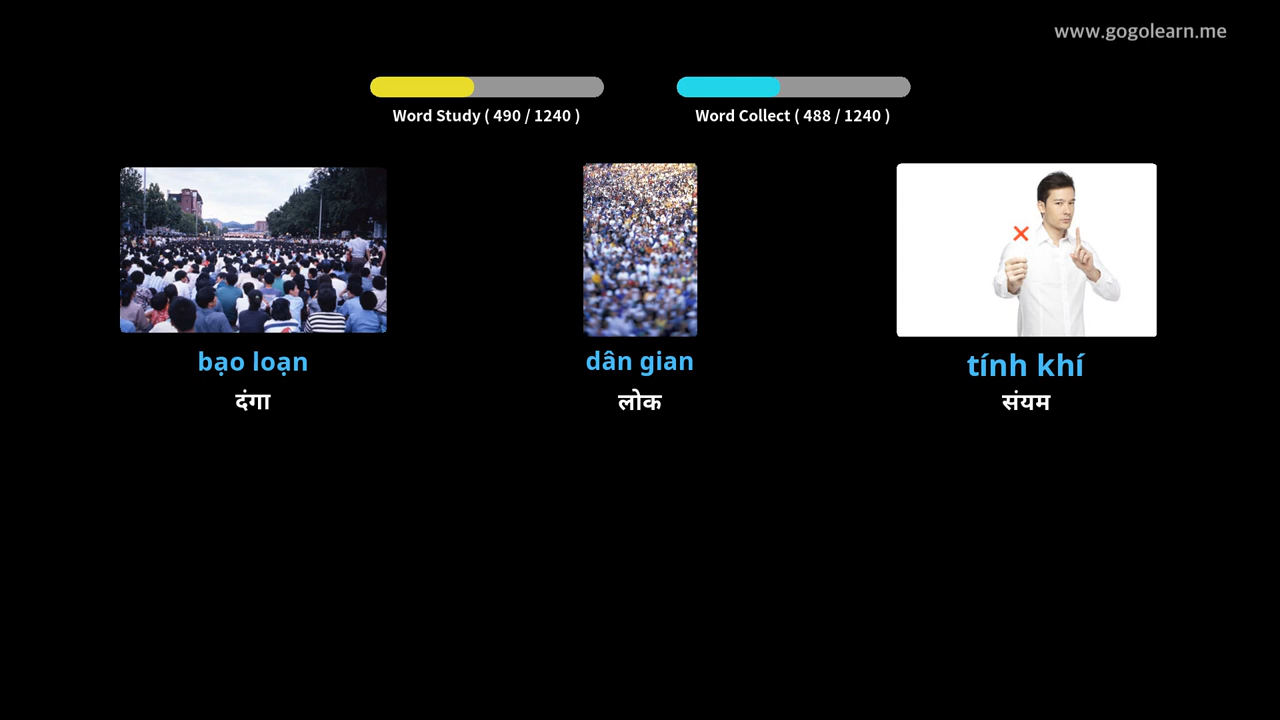 www.gogolearn.me
Word Study ( 490 / 1240 )
Word Collect ( 488 / 1240 )
bạo loạn
दंगा
dân gian
लोक
tính khí
संयम